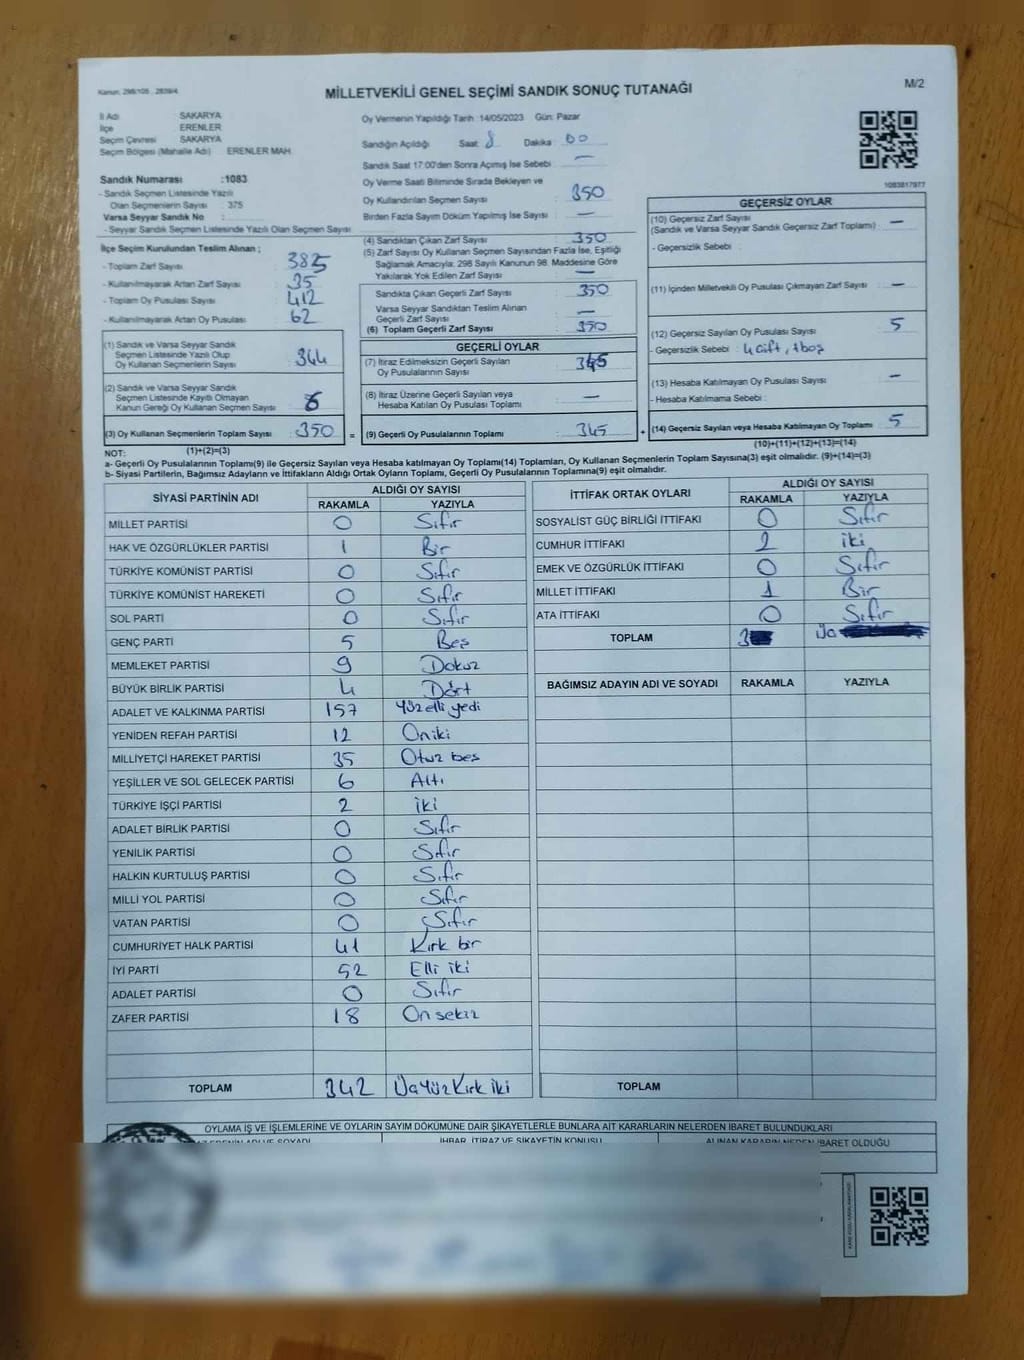 Kanun: 298/105 , 2839/4
MİLLETVEKİLİ GENEL SEÇİMİ SANDIK SONUÇ TUTANAĞI
M/2
İl Adı SAKARYA
İlçe ERENLER
Seçim Çevresi SAKARYA
Seçim Bölgesi (Mahalle Adı) ERENLER MAH.
Sandık Numarası :1083
- Sandık Seçmen Listesinde Yazılı
Olan Seçmenlerin Sayısı 375
Varsa Seyyar Sandık No :
- Seyyar Sandık Seçmen Listesinde Yazılı Olan Seçmen Sayısı
İlçe Seçim Kurulundan Teslim Alınan ;
- Toplam Zarf Sayısı : 385
- Kullanılmayarak Artan Zarf Sayısı : 35
- Toplam Oy Pusulası Sayısı : 412
- Kullanılmayarak Artan Oy Pusulası : 62
(1) Sandık ve Varsa Seyyar Sandık
Seçmen Listesinde Yazılı Olup
Oy Kullanan Seçmenlerin Sayısı : 344
(2) Sandık ve Varsa Seyyar Sandık
Seçmen Listesinde Kayıtlı Olmayan
Kanun Gereği Oy Kullanan Seçmen Sayısı : 6
(3) Oy Kullanan Seçmenlerin Toplam Sayısı : 350 =
(1)+(2)=(3)
Oy Vermenin Yapıldığı Tarih :14/05/2023 Gün: Pazar
Sandığın Açıldığı Saat: 8 Dakika : 00
Sandık Saat 17:00'den Sonra Açılmış İse Sebebi : —
Oy Verme Saati Bitiminde Sırada Bekleyen ve
Oy Kullandırılan Seçmen Sayısı : 350
Birden Fazla Sayım Döküm Yapılmış İse Sayısı : —
(4) Sandıktan Çıkan Zarf Sayısı : 350
(5) Zarf Sayısı Oy Kullanan Seçmen Sayısından Fazla İse, Eşitliği
Sağlamak Amacıyla, 298 Sayılı Kanunun 98. Maddesine Göre
Yakılarak Yok Edilen Zarf Sayısı : —
Sandıkta Çıkan Geçerli Zarf Sayısı : 350
Varsa Seyyar Sandıktan Teslim Alınan
Geçerli Zarf Sayısı : —
(6) Toplam Geçerli Zarf Sayısı : 350
GEÇERLİ OYLAR
(7) İtiraz Edilmeksizin Geçerli Sayılan
Oy Pusulalarının Sayısı : 345
(8) İtiraz Üzerine Geçerli Sayılan veya
Hesaba Katılan Oy Pusulası Toplamı : —
(9) Geçerli Oy Pusulalarının Toplamı : 345 +
1083817977
GEÇERSİZ OYLAR
(10) Geçersiz Zarf Sayısı
(Sandık ve Varsa Seyyar Sandık Geçersiz Zarf Toplamı) : —
- Geçersizlik Sebebi :
(11) İçinden Milletvekili Oy Pusulası Çıkmayan Zarf Sayısı : —
(12) Geçersiz Sayılan Oy Pusulası Sayısı : 5
- Geçersizlik Sebebi : 4 çift, 1 boş
(13) Hesaba Katılmayan Oy Pusulası Sayısı : —
- Hesaba Katılmama Sebebi :
(14) Geçersiz Sayılan veya Hesaba Katılmayan Oy Toplamı : 5
(10)+(11)+(12)+(13)=(14)
NOT:
a- Geçerli Oy Pusulalarının Toplamı(9) ile Geçersiz Sayılan veya Hesaba katılmayan Oy Toplamı(14) Toplamları, Oy Kullanan Seçmenlerin Toplam Sayısına(3) eşit olmalıdır. (9)+(14)=(3)
b- Siyasi Partilerin, Bağımsız Adayların ve İttifakların Aldığı Ortak Oyların Toplamı, Geçerli Oy Pusulalarının Toplamına(9) eşit olmalıdır.
SİYASİ PARTİNİN ADI ALDIĞI OY SAYISI
RAKAMLA YAZIYLA
MİLLET PARTİSİ 0 Sıfır
HAK VE ÖZGÜRLÜKLER PARTİSİ 1 Bir
TÜRKİYE KOMÜNİST PARTİSİ 0 Sıfır
TÜRKİYE KOMÜNİST HAREKETİ 0 Sıfır
SOL PARTİ 0 Sıfır
GENÇ PARTİ 5 Beş
MEMLEKET PARTİSİ 9 Dokuz
BÜYÜK BİRLİK PARTİSİ 4 Dört
ADALET VE KALKINMA PARTİSİ 157 Yüz elli yedi
YENİDEN REFAH PARTİSİ 12 Oniki
MİLLİYETÇİ HAREKET PARTİSİ 35 Otuz beş
YEŞİLLER VE SOL GELECEK PARTİSİ 6 Altı
TÜRKİYE İŞÇİ PARTİSİ 2 iki
ADALET BİRLİK PARTİSİ 0 Sıfır
YENİLİK PARTİSİ 0 Sıfır
HALKIN KURTULUŞ PARTİSİ 0 Sıfır
MİLLİ YOL PARTİSİ 0 Sıfır
VATAN PARTİSİ 0 Sıfır
CUMHURİYET HALK PARTİSİ 41 Kırk bir
İYİ PARTİ 52 Elli iki
ADALET PARTİSİ 0 Sıfır
ZAFER PARTİSİ 18 On sekiz
TOPLAM 342 Üçyüz Kırk iki
İTTİFAK ORTAK OYLARI ALDIĞI OY SAYISI
RAKAMLA YAZIYLA
SOSYALİST GÜÇ BİRLİĞİ İTTİFAKI 0 Sıfır
CUMHUR İTTİFAKI 2 iki
EMEK VE ÖZGÜRLÜK İTTİFAKI 0 Sıfır
MİLLET İTTİFAKI 1 Bir
ATA İTTİFAKI 0 Sıfır
TOPLAM 3 Üç
BAĞIMSIZ ADAYIN ADI VE SOYADI RAKAMLA YAZIYLA
TOPLAM
OYLAMA İŞ VE İŞLEMLERİNE VE OYLARIN SAYIM DÖKÜMÜNE DAİR ŞİKAYETLERLE BUNLARA AİT KARARLARIN NELERDEN İBARET BULUNDUKLARI
İHBAR, İTİRAZ VE ŞİKAYETİN KONUSU ALINAN KARARIN NEDEN İBARET OLDUĞU